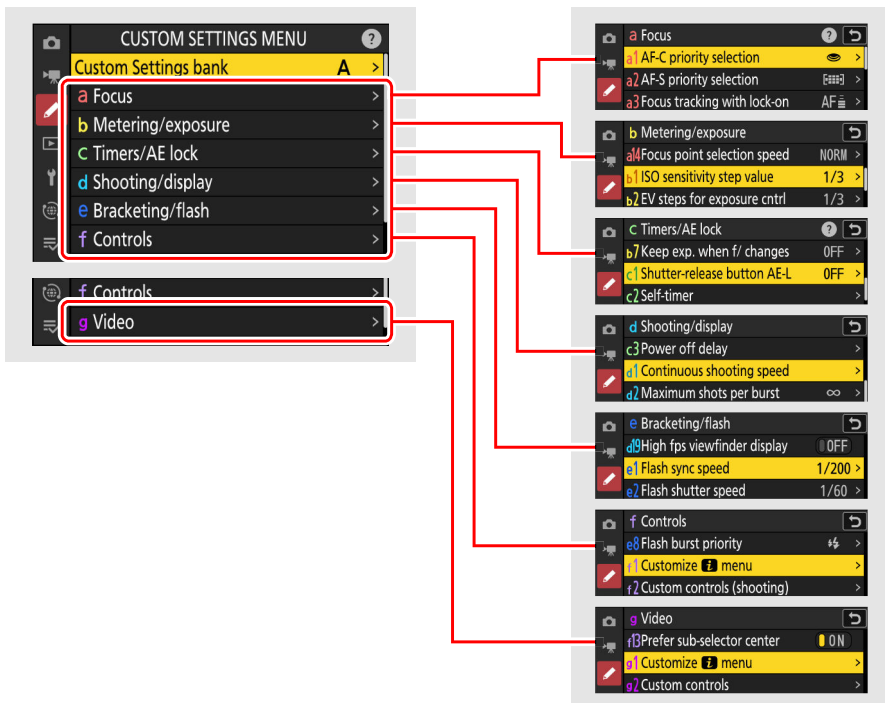 CUSTOM SETTINGS MENU ?
Custom Settings bank A >
a Focus >
b Metering/exposure >
c Timers/AE lock >
d Shooting/display >
e Bracketing/flash >
f Controls >
f Controls >
g Video >
a Focus ?
a1 AF-C priority selection >
a2 AF-S priority selection >
a3 Focus tracking with lock-on AF >
b Metering/exposure
a14 Focus point selection speed NORM >
b1 ISO sensitivity step value 1/3 >
b2 EV steps for exposure cntrl 1/3 >
c Timers/AE lock ?
b7 Keep exp. when f/ changes OFF >
c1 Shutter-release button AE-L OFF >
c2 Self-timer >
d Shooting/display
c3 Power off delay >
d1 Continuous shooting speed >
d2 Maximum shots per burst ∞ >
e Bracketing/flash
d19 High fps viewfinder display OFF
e1 Flash sync speed 1/200 >
e2 Flash shutter speed 1/60 >
f Controls
e8 Flash burst priority >
f1 Customize i menu >
f2 Custom controls (shooting) >
g Video
f13 Prefer sub-selector center ON
g1 Customize i menu >
g2 Custom controls >